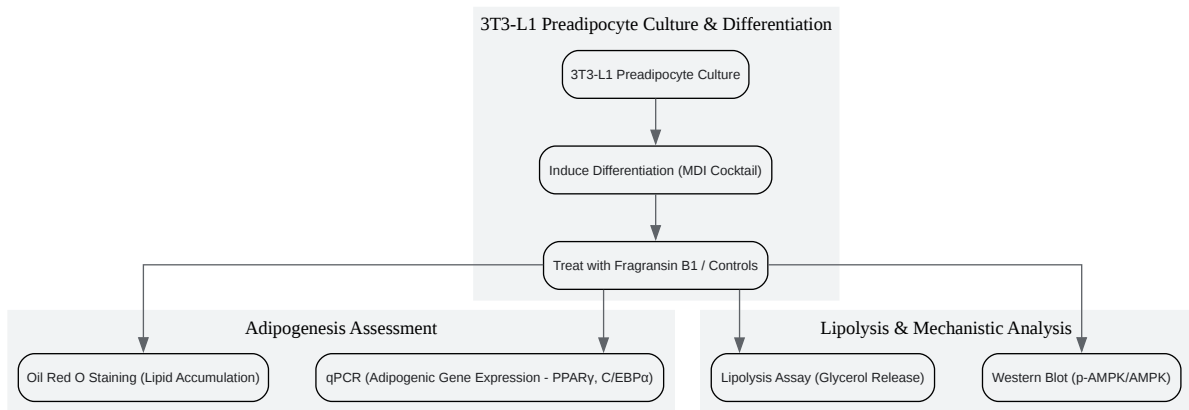 3T3-L1 Preadipocyte Culture & Differentiation
3T3-L1 Preadipocyte Culture
Induce Differentiation (MDI Cocktail)
Treat with Fragransin B1 / Controls
Adipogenesis Assessment
Lipolysis & Mechanistic Analysis
Oil Red O Staining (Lipid Accumulation)
qPCR (Adipogenic Gene Expression - PPARγ, C/EBPα)
Lipolysis Assay (Glycerol Release)
Western Blot (p-AMPK/AMPK)